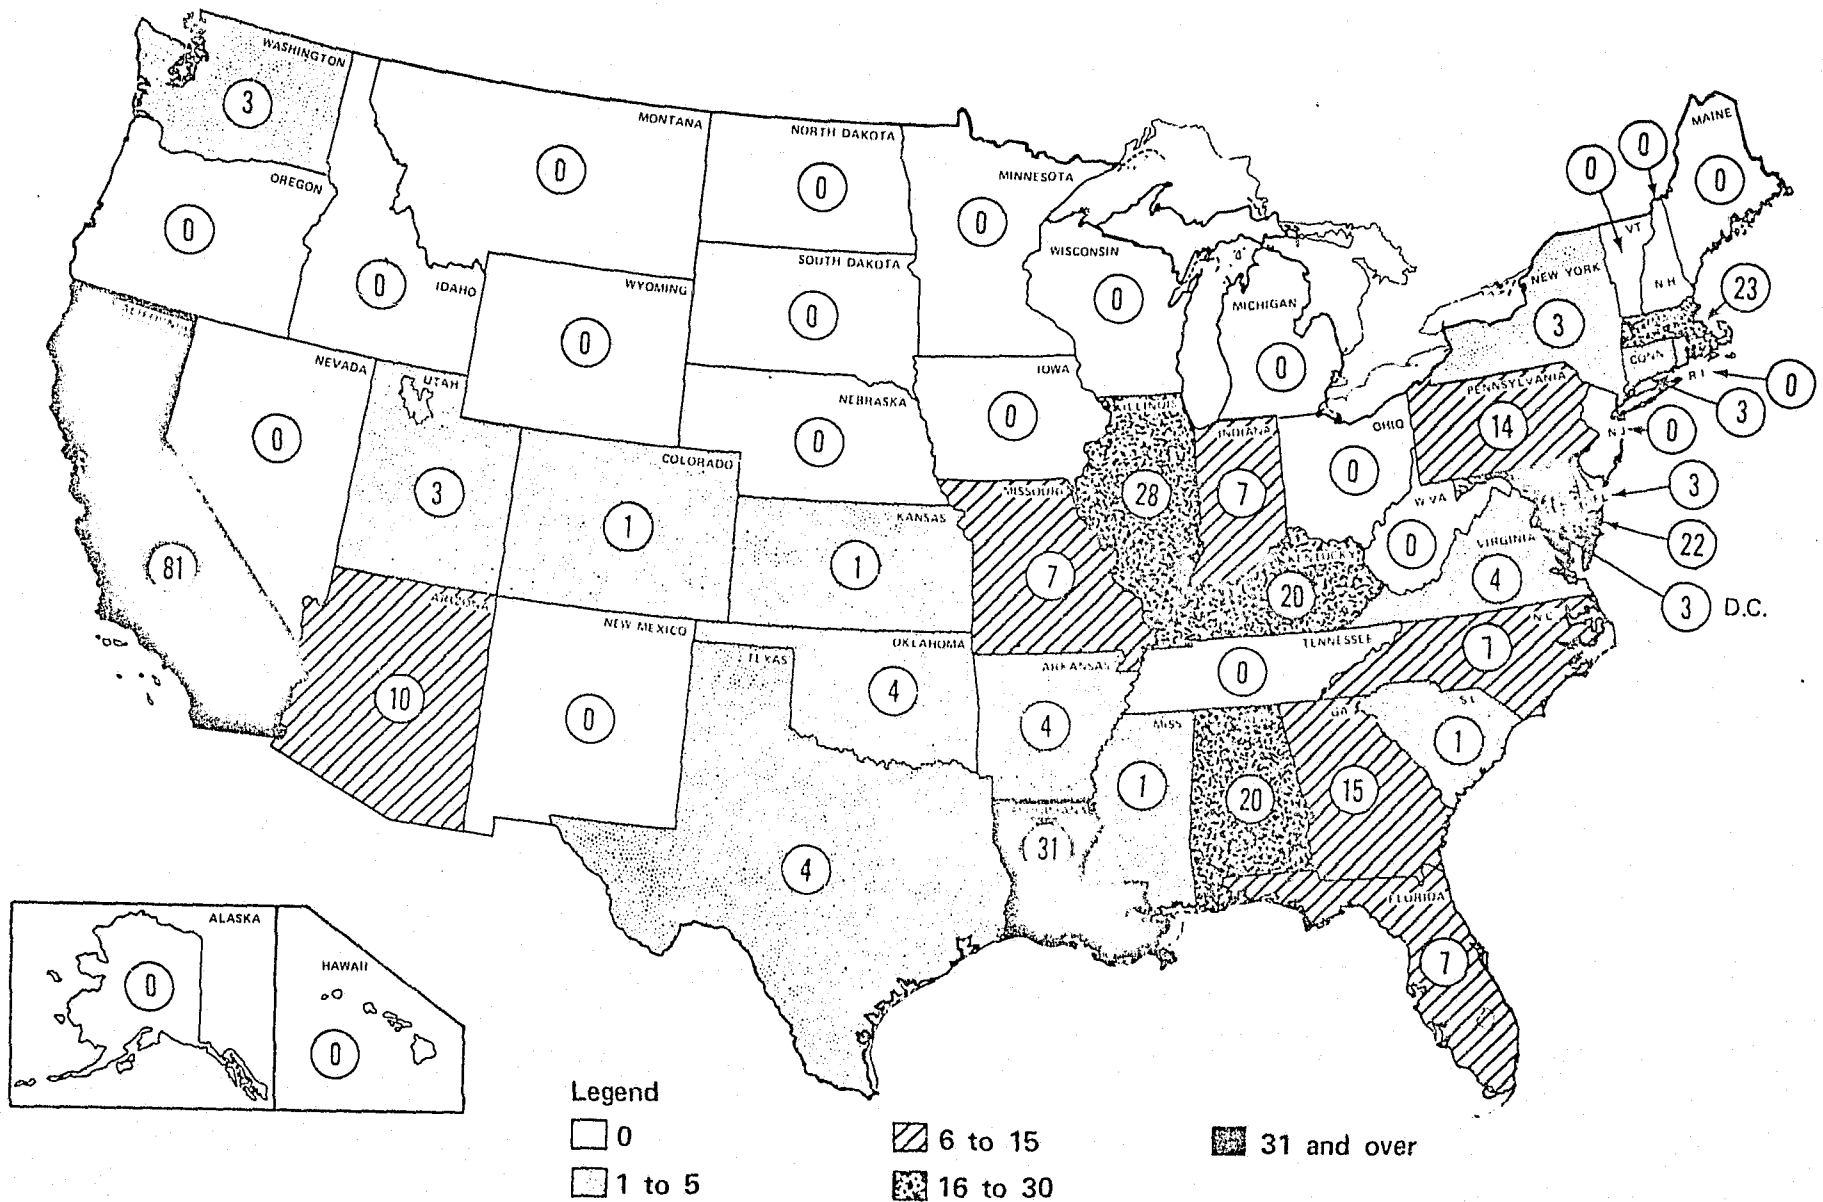 WASHINGTON
3
OREGON
0
MONTANA
0
IDAHO
0
WYOMING
0
NORTH DAKOTA
0
SOUTH DAKOTA
0
MINNESOTA
0
WISCONSIN
0
MICHIGAN
0
IOWA
0
NEBRASKA
0
NEVADA
0
UTAH
3
COLORADO
1
KANSAS
1
81
ARIZONA
10
NEW MEXICO
0
TEXAS
4
OKLAHOMA
4
MISSOURI
7
ARKANSAS
4
31
MISS
1
ILLINOIS
28
INDIANA
7
OHIO
0
KENTUCKY
20
TENNESSEE
0
20
GA
15
FLORIDA
7
S C
1
N C
7
VIRGINIA
4
W VA
0
PENNSYLVANIA
14
NEW YORK
3
VT
0
N H
0
MAINE
0
23
CONN
3
R I
0
N J
0
3
22
3 D.C.
ALASKA
0
HAWAII
0
Legend
0
1 to 5
6 to 15
16 to 30
31 and over